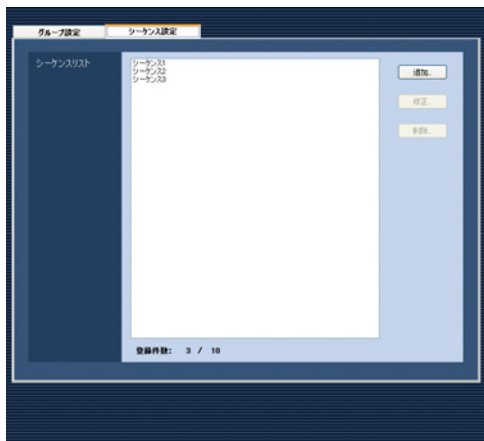 グループ設定
シーケンス設定
シーケンスリスト
シーケンス1
シーケンス2
シーケンス3
追加...
修正...
削除...
登録件数: 3 / 10